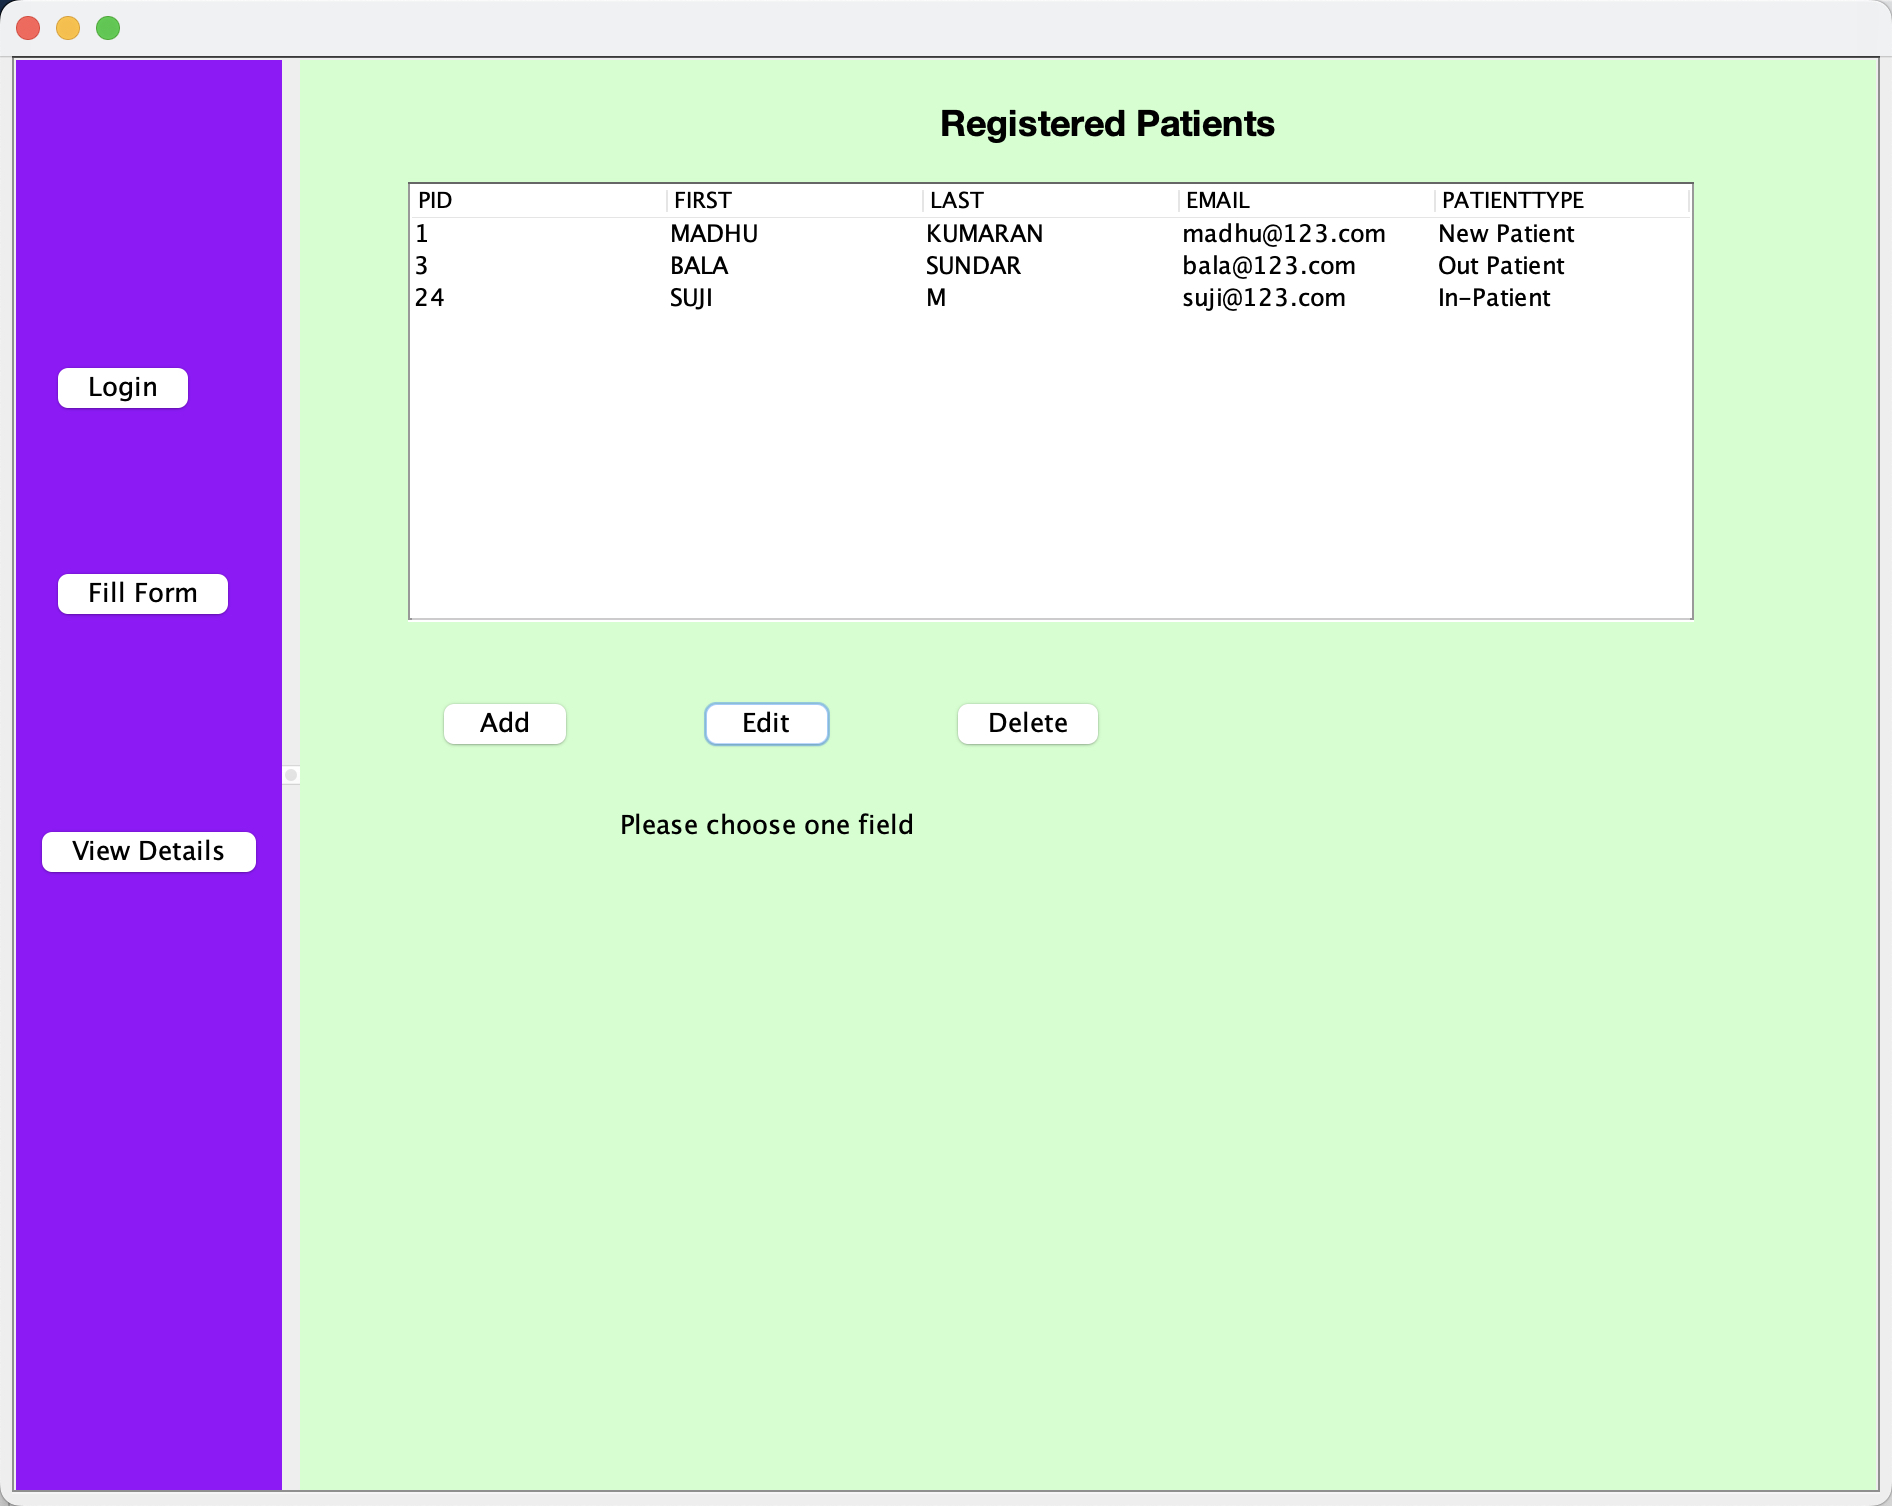 Registered Patients
PID FIRST LAST EMAIL PATIENTTYPE
1 MADHU KUMARAN madhu@123.com New Patient
3 BALA SUNDAR bala@123.com Out Patient
24 SUJI M suji@123.com In-Patient
Login
Fill Form
Add Edit Delete
Please choose one field
View Details